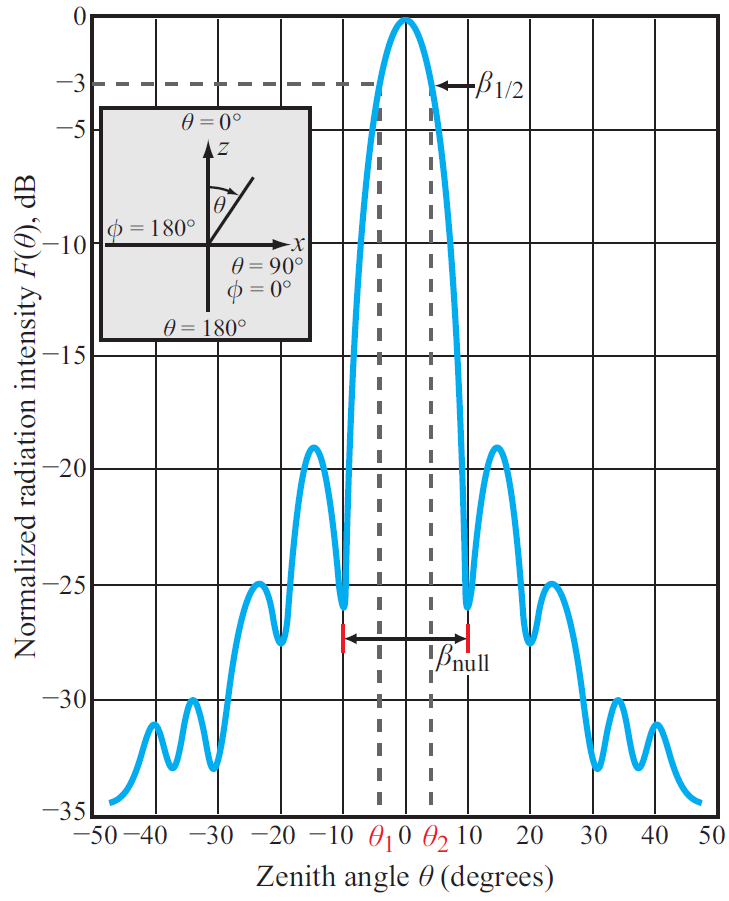 Normalized radiation intensity F(θ), dB
0
−3
β1/2
−5
θ = 0°
z
θ
ϕ = 180°
x
−10
θ = 90°
ϕ = 0°
θ = 180°
−15
−20
−25
βnull
−30
−35
−50 −40 −30 −20 −10 θ1 0 θ2 10 20 30 40 50
Zenith angle θ (degrees)